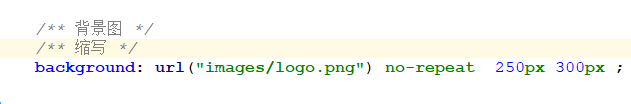 /** 背景图 */
/** 缩写 */
background: url("images/logo.png") no-repeat  250px 300px ;